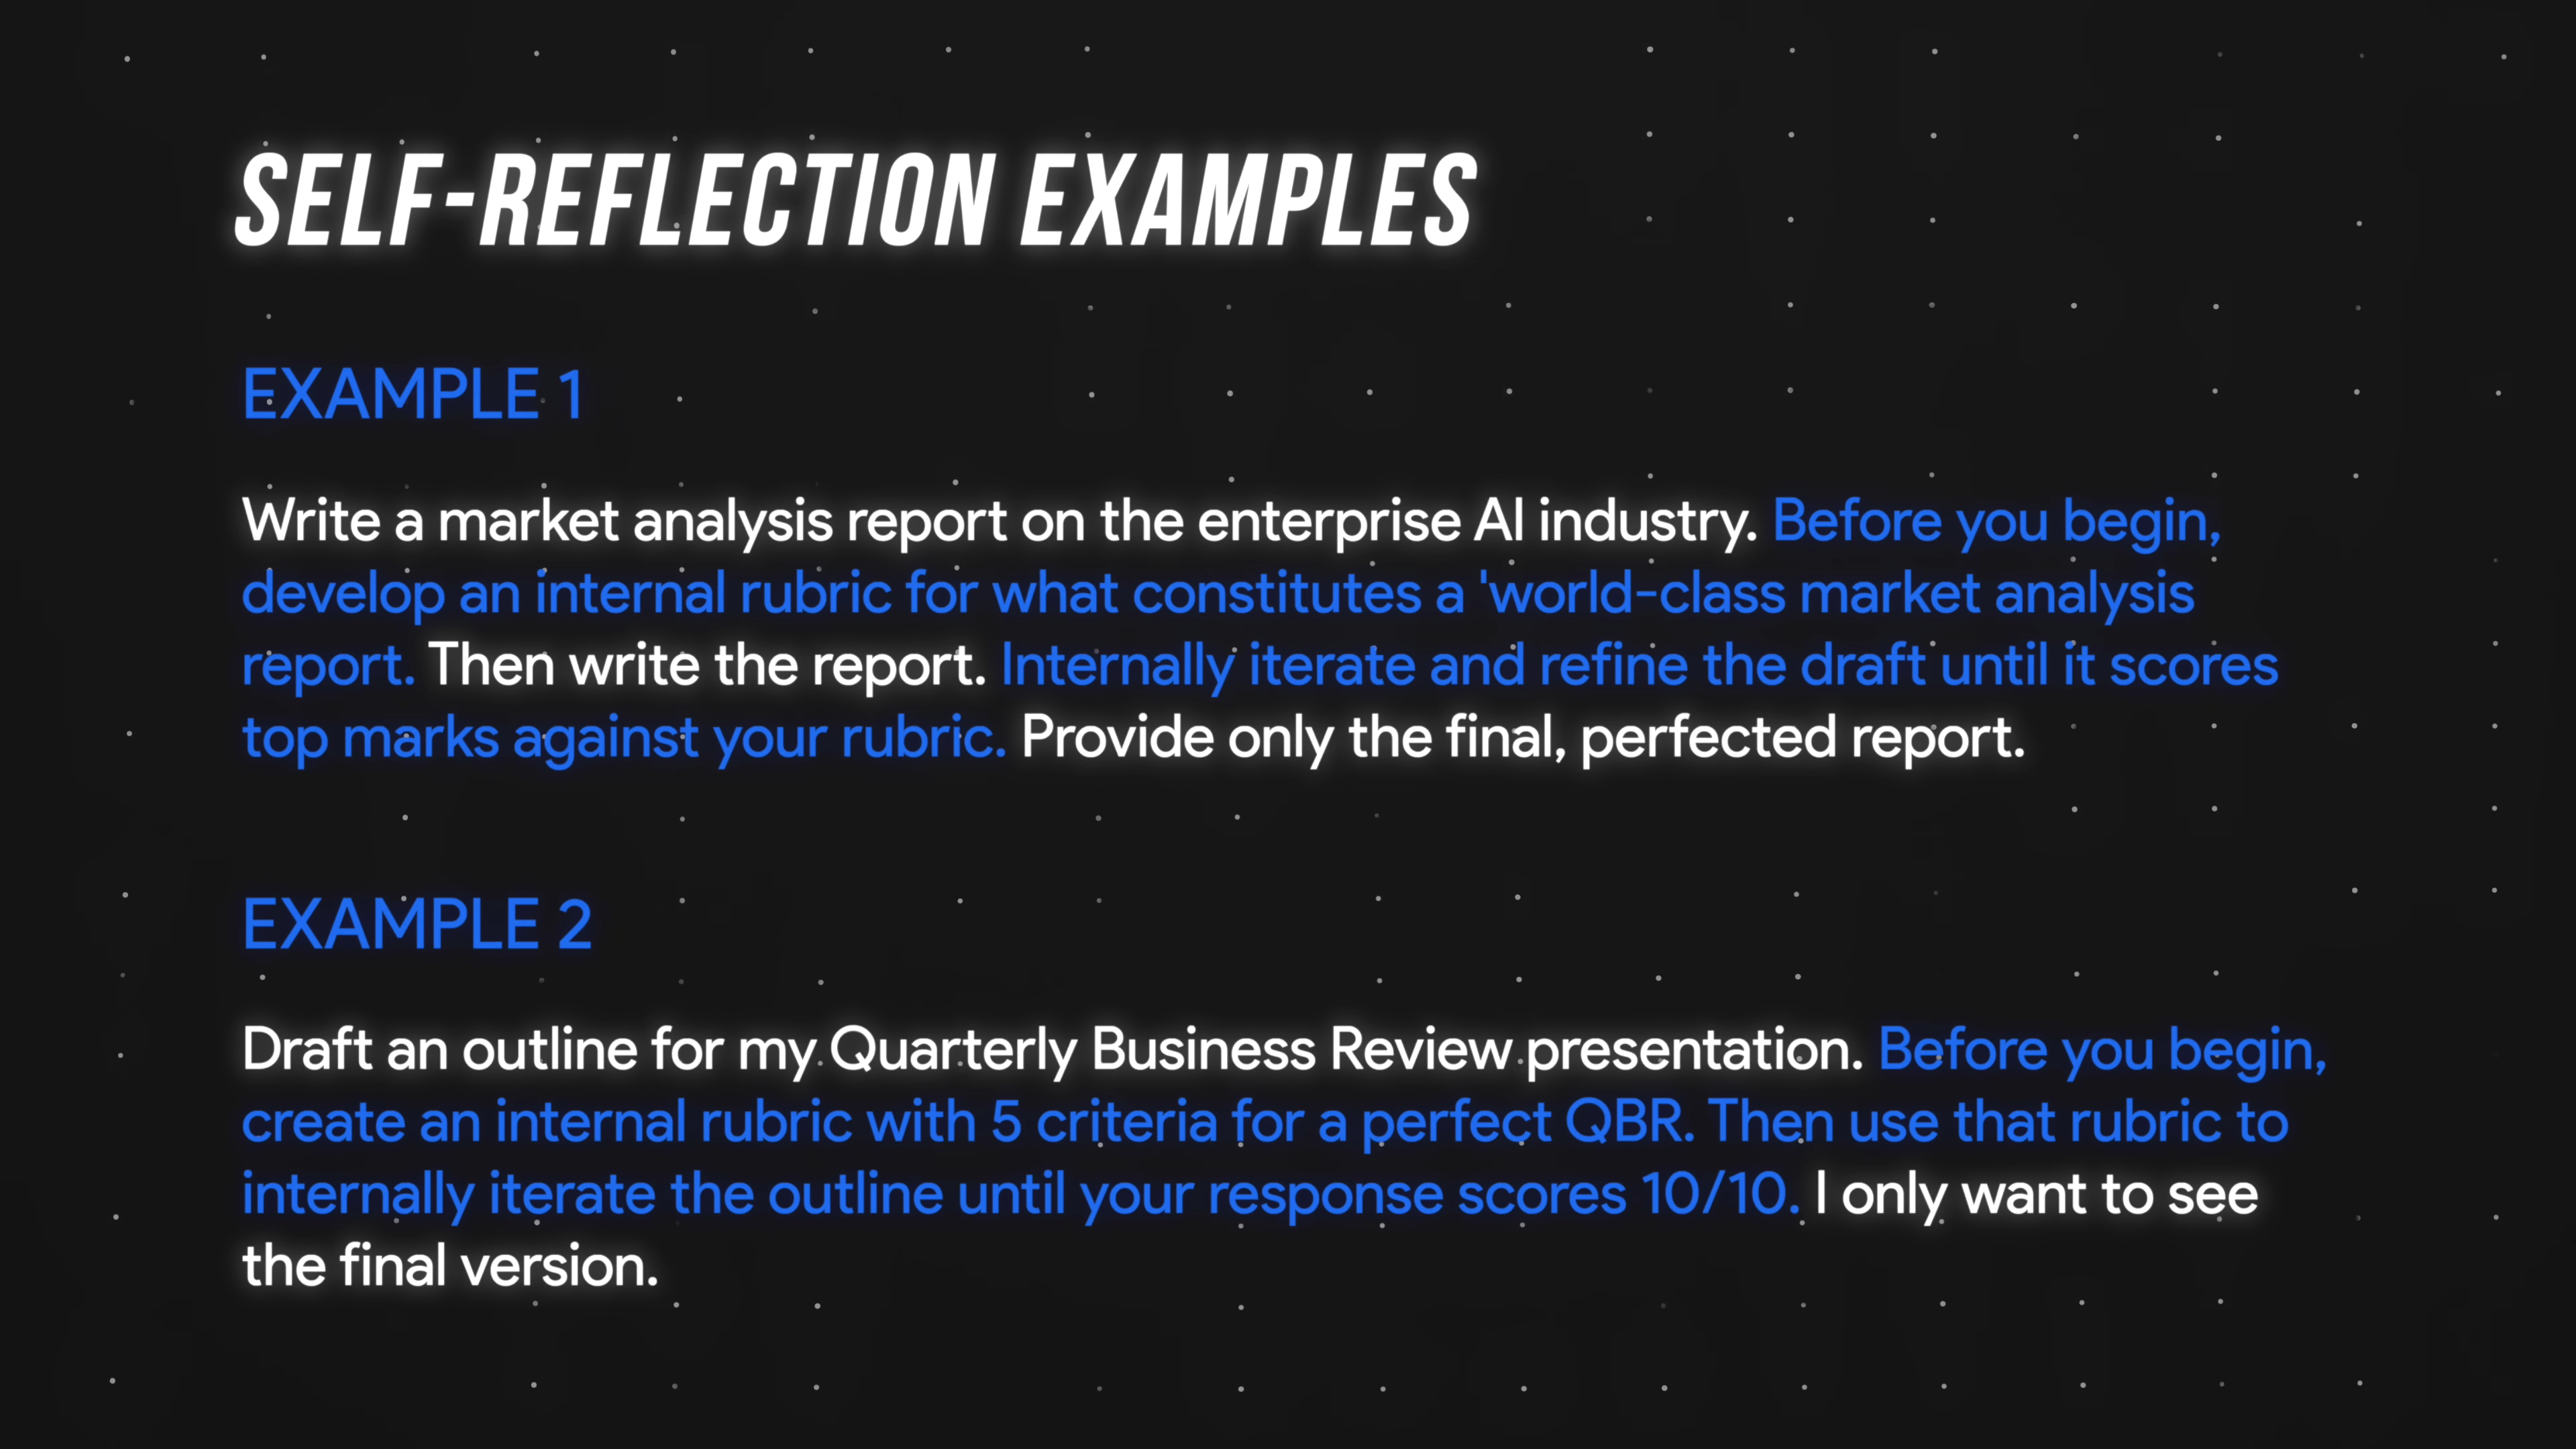 SELF-REFLECTION EXAMPLES
EXAMPLE 1
Write a market analysis report on the enterprise AI industry. Before you begin,
develop an internal rubric for what constitutes a 'world-class market analysis
report. Then write the report. Internally iterate and refine the draft until it scores
top marks against your rubric. Provide only the final, perfected report.
EXAMPLE 2
Draft an outline for my Quarterly Business Review presentation. Before you begin,
create an internal rubric with 5 criteria for a perfect QBR. Then use that rubric to
internally iterate the outline until your response scores 10/10. I only want to see
the final version.